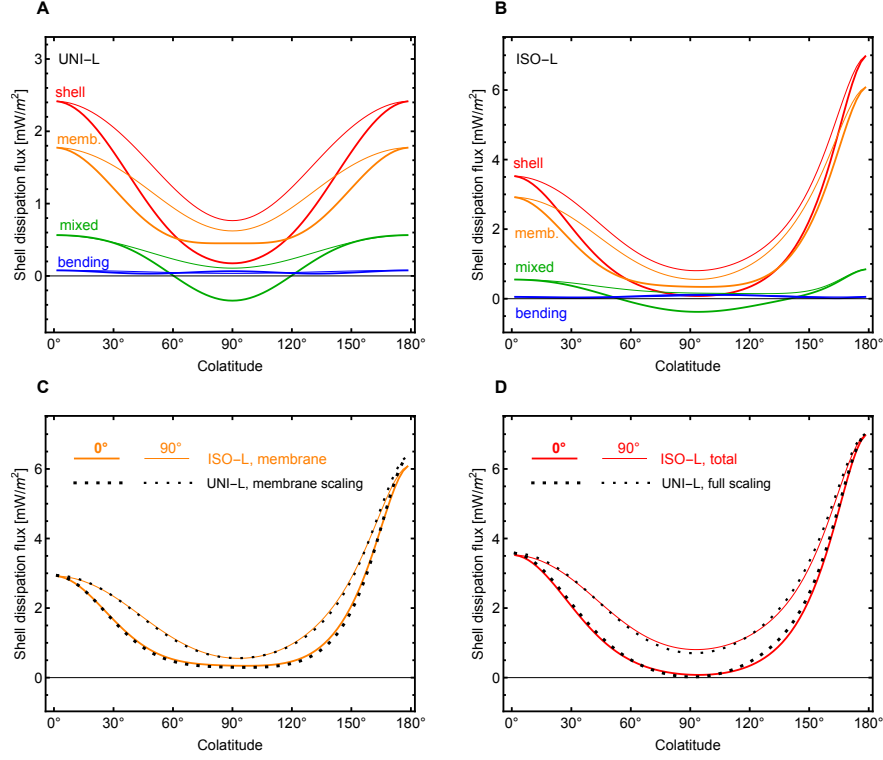 A
UNI–L
shell
memb.
mixed
bending
Shell dissipation flux [mW/m²]
3
2
1
0
0° 30° 60° 90° 120° 150° 180°
Colatitude
B
ISO–L
shell
memb.
mixed
bending
Shell dissipation flux [mW/m²]
6
4
2
0
0° 30° 60° 90° 120° 150° 180°
Colatitude
C
0° 90°
ISO–L, membrane
UNI–L, membrane scaling
Shell dissipation flux [mW/m²]
6
4
2
0
0° 30° 60° 90° 120° 150° 180°
Colatitude
D
0° 90°
ISO–L, total
UNI–L, full scaling
Shell dissipation flux [mW/m²]
6
4
2
0
0° 30° 60° 90° 120° 150° 180°
Colatitude